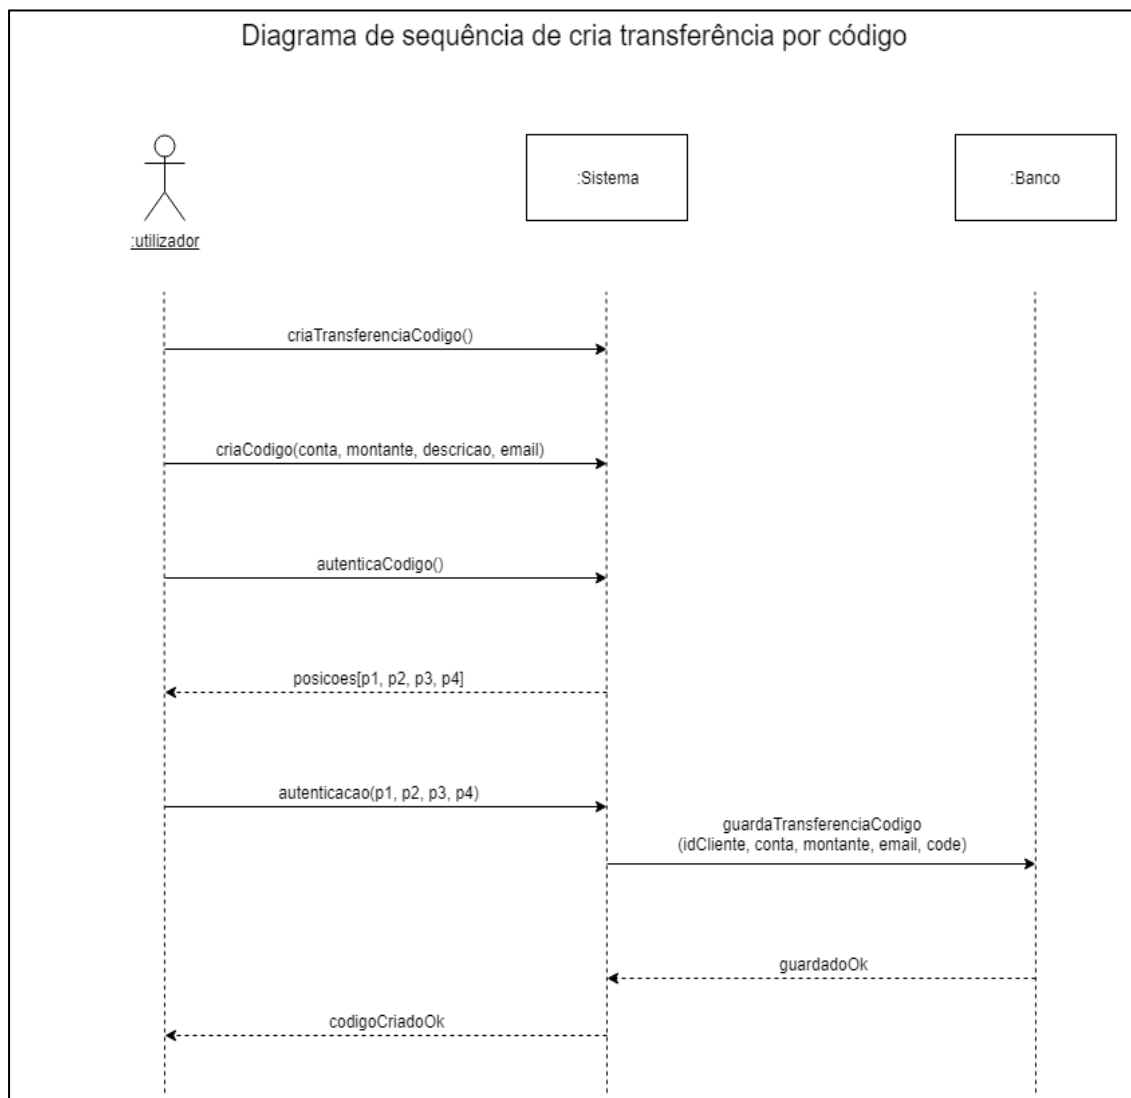 Diagrama de sequência de cria transferência por código
:utilizador
:Sistema
:Banco
criaTransferenciaCodigo()
criaCodigo(conta, montante, descricao, email)
autenticaCodigo()
posicoes[p1, p2, p3, p4]
autenticacao(p1, p2, p3, p4)
guardaTransferenciaCodigo
(idCliente, conta, montante, email, code)
guardadoOk
codigoCriadoOk